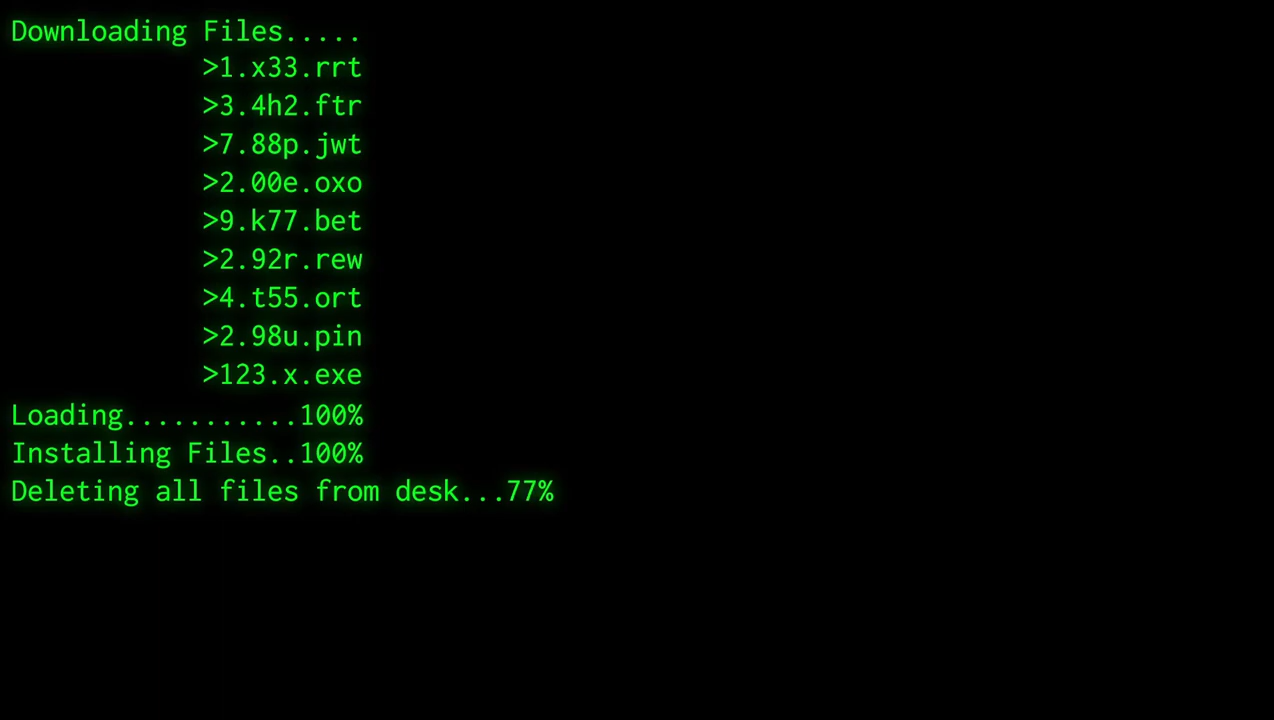 Downloading Files.....
>1.x33.rrt
>3.4h2.ftr
>7.88p.jwt
>2.00e.oxo
>9.k77.bet
>2.92r.rew
>4.t55.ort
>2.98u.pin
>123.x.exe
Loading...........100%
Installing Files..100%
Deleting all files from desk...77%